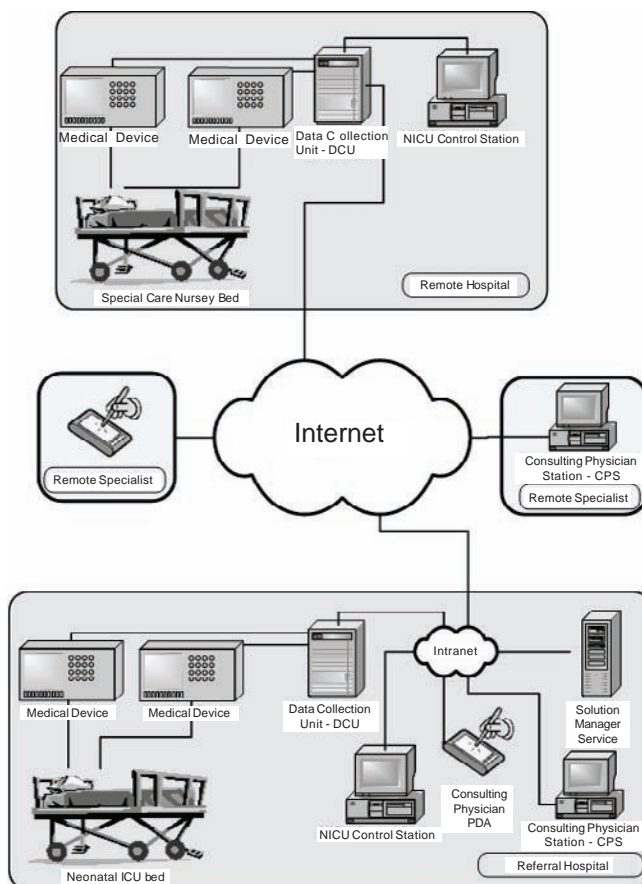 Medical Device
Medical Device
Data C ollection
Unit - DCU
NICU Control Station
Special Care Nursey Bed
Remote Hospital
Internet
Remote Specialist
Consulting Physician
Station - CPS
Remote Specialist
Intranet
Medical Device
Medical Device
Data Collection
Unit - DCU
Solution
Manager
Service
NICU Control Station
Consulting
Physician
PDA
Consulting Physician
Station - CPS
Neonatal ICU bed
Referral Hospital